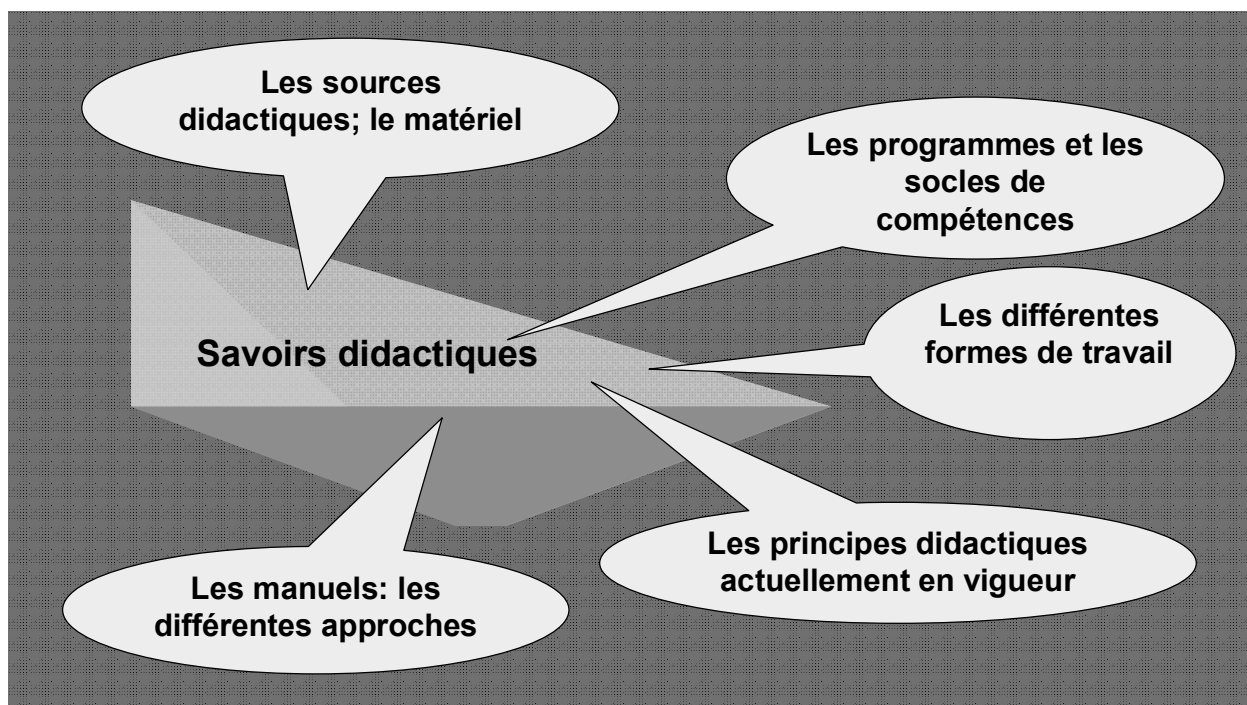 Les sources
didactiques; le matériel
Les programmes et les
socles de
compétences
Les différentes
formes de travail
Savoirs didactiques
Les principes didactiques
actuellement en vigueur
Les manuels: les
différentes approches